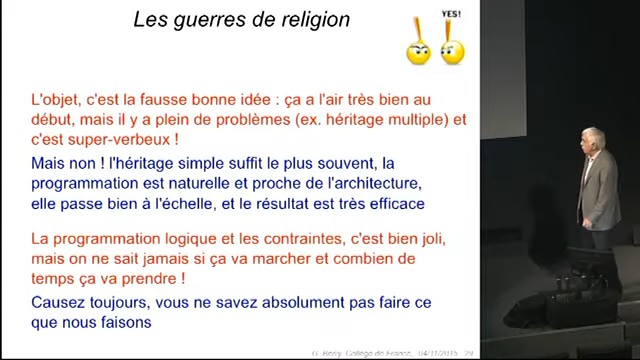 Les guerres de religion
YES!
L'objet, c'est la fausse bonne idée : ça a l'air très bien au
début, mais il y a plein de problèmes (ex. héritage multiple) et
c'est super-verbeux !
Mais non ! l'héritage simple suffit le plus souvent, la
programmation est naturelle et proche de l'architecture,
elle passe bien à l'échelle, et le résultat est très efficace
La programmation logique et les contraintes, c'est bien joli,
mais on ne sait jamais si ça va marcher et combien de
temps ça va prendre !
Causez toujours, vous ne savez absolument pas faire ce
que nous faisons
G. Berry, Collège de France, 04/11/2015 29